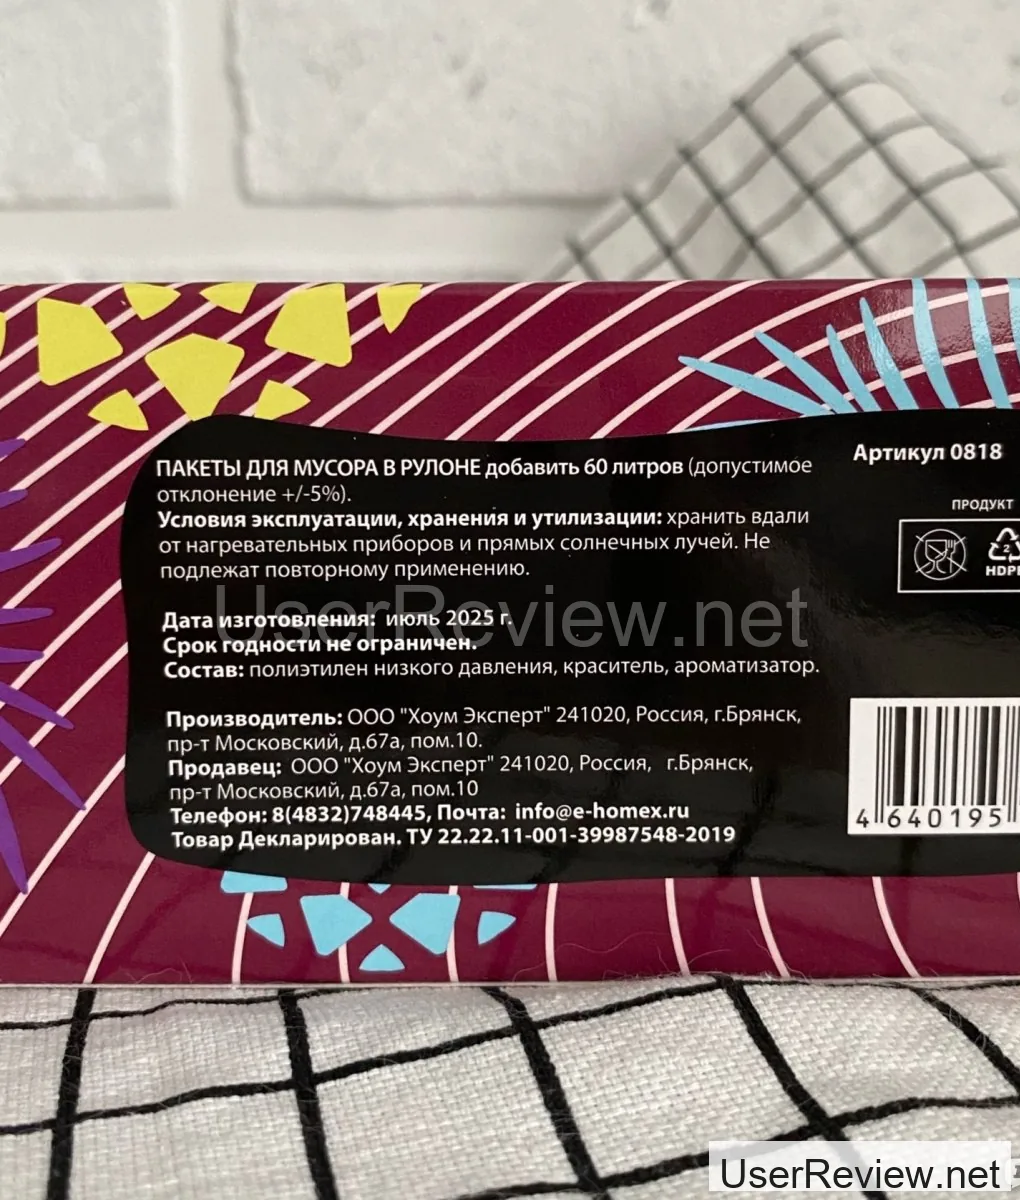 ПАКЕТЫ ДЛЯ МУСОРА В РУЛОНЕ добавить 60 литров (допустимое
отклонение +/-5%).
Условия эксплуатации, хранения и утилизации: хранить вдали
от нагревательных приборов и прямых солнечных лучей. Не
подлежат повторному применению.
Дата изготовления: июль 2025 г.
Срок годности не ограничен.
Состав: полиэтилен низкого давления, краситель, ароматизатор.
Производитель: ООО "Хоум Эксперт" 241020, Россия, г.Брянск,
пр-т Московский, д.67а, пом.10.
Продавец: ООО "Хоум Эксперт" 241020, Россия, г.Брянск,
пр-т Московский, д.67а, пом.10
Телефон: 8(4832)748445, Почта: info@e-homex.ru
Товар Декларирован. ТУ 22.22.11-001-39987548-2019
Артикул 0818
ПРОДУКТ
2
HDPE
4 640195
UserReview.net
UserReview.net